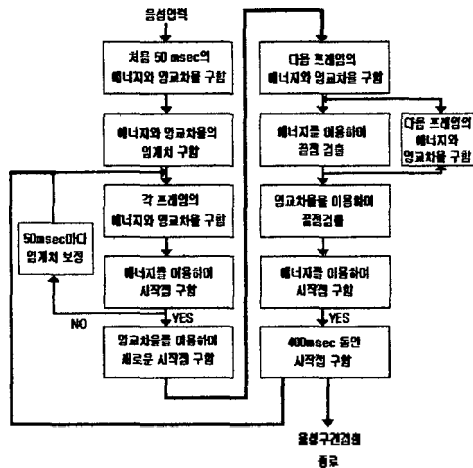 음성입력
처음 50 msec의
에너지와 영교차율 구함
에너지와 영교차율의
임계치 구함
각 프레임의
에너지와 영교차율 구함
50msec마다
임계치 보정
에너지를 이용하여
시작점 구함
NO
YES
영교차율를 이용하여
새로운 시작점 구함
다음 프레임의
에너지와 영교차율 구함
에너지를 이용하여
끝점 검출
다음 프레임의
에너지와
영교차율 구함
영교차율을 이용하여
끝점검출
에너지를 이용하여
시작점 구함
YES
400msec 동안
시작점 구함
음성구간검출
종료